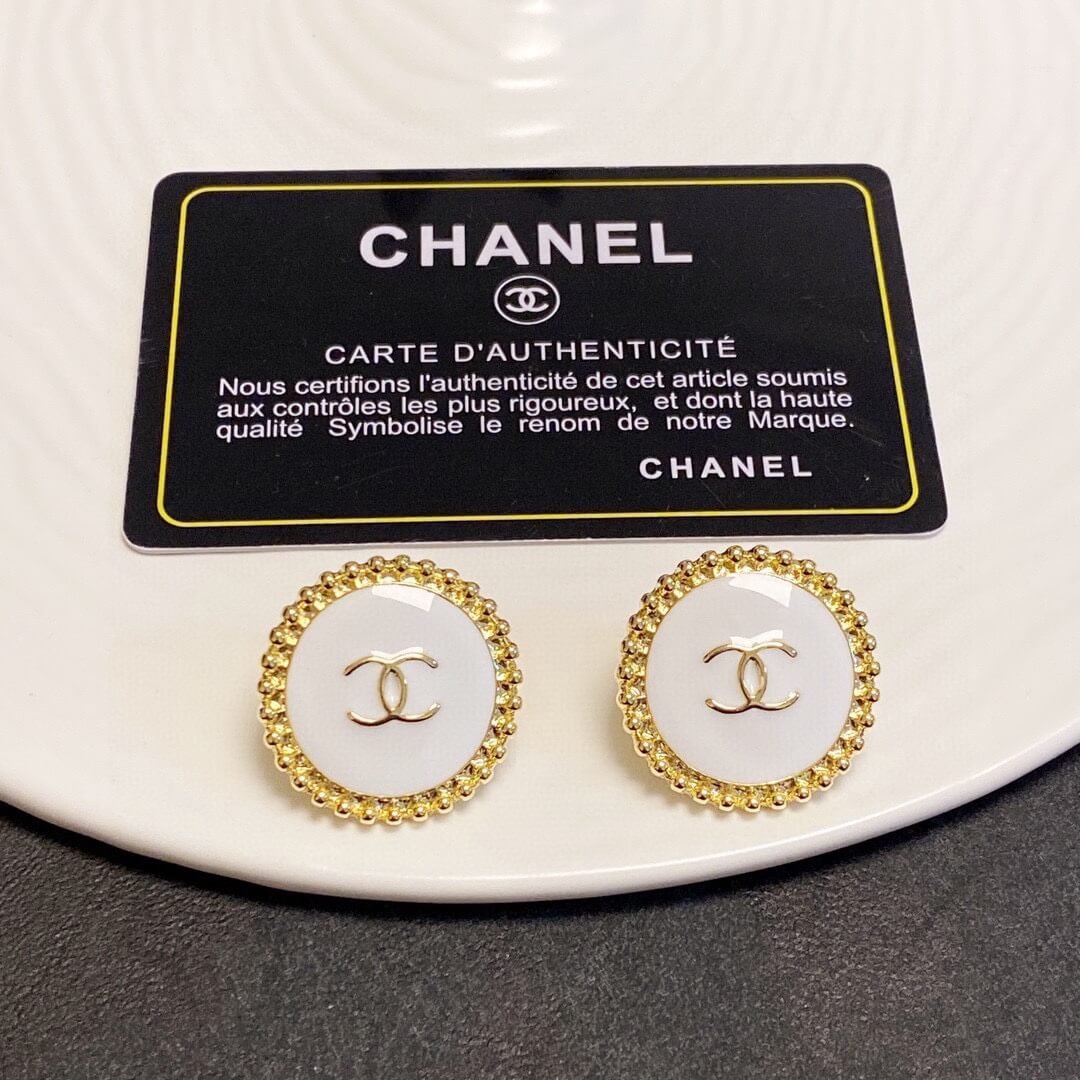 CHANEL
CARTE D'AUTHENTICITÉ
Nous certifions l'authenticité de cet article soumis
aux contrôles les plus rigoureux, et dont la haute
qualité Symbolise le renom de notre Marque.
CHANEL